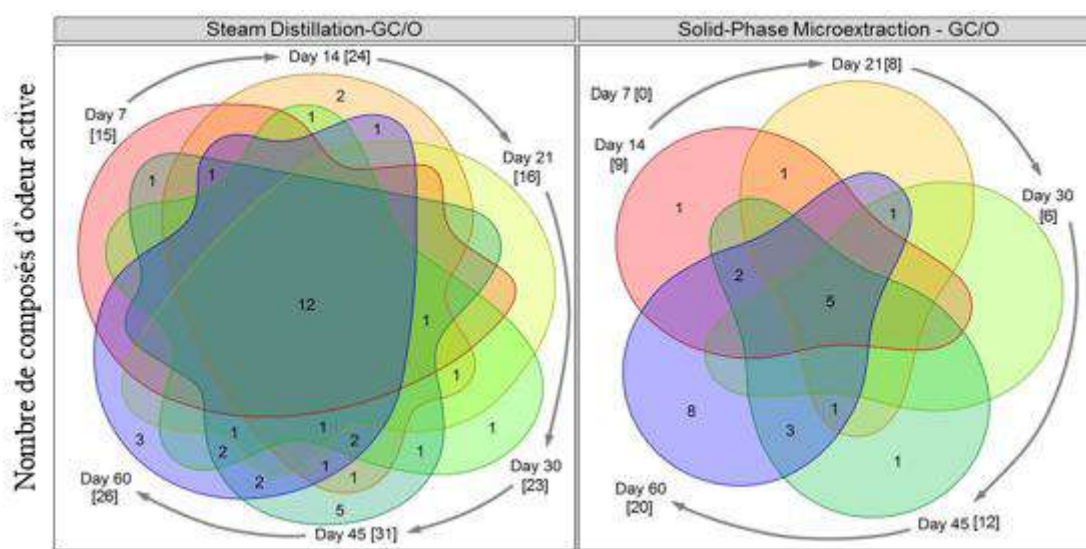 Steam Distillation-GC/O
Solid-Phase Microextraction - GC/O
Nombre de composés d`odeur active
Day 14 [24]
Day 7
[15]
Day 21
[16]
Day 30
[23]
Day 45 [31]
Day 60
[26]
2
1
1
1
1
12
1
1
1
1
1
2
1
2
1
1
2
3
5
Day 21[8]
Day 7 [0]
Day 14
[9]
Day 30
[6]
Day 45 [12]
Day 60
[20]
1
1
1
2
5
8
1
3
1